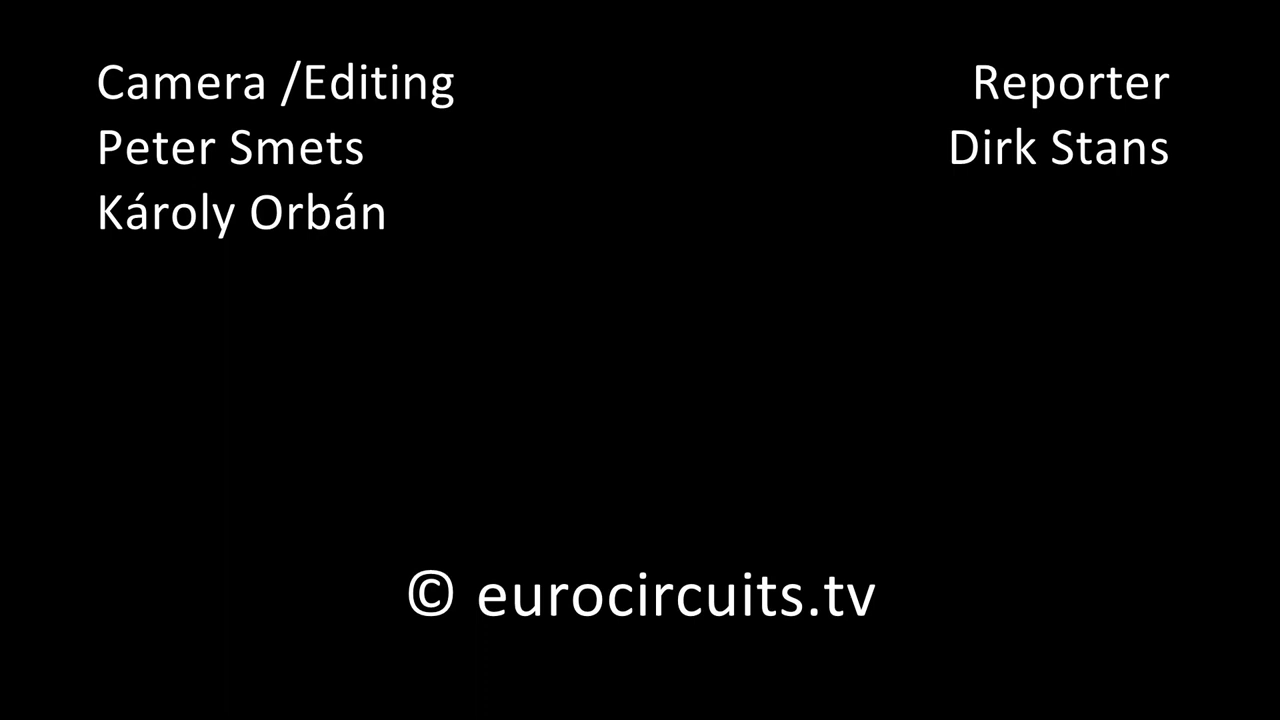 Camera /Editing
Peter Smets
Károly Orbán
Reporter
Dirk Stans
© eurocircuits.tv